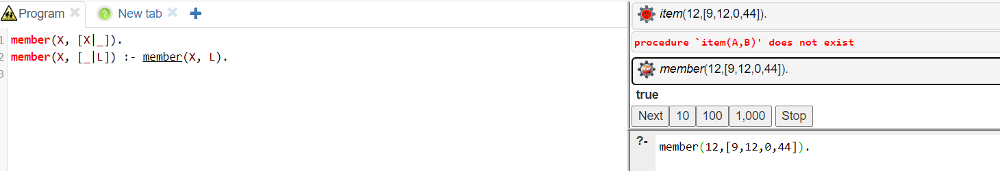 Program New tab
1 member(X, [X|_]).
2 member(X, [_|L]) :- member(X, L).
3
item(12,[9,12,0,44]).
procedure `item(A,B)' does not exist
member(12,[9,12,0,44]).
true
Next 10 100 1,000 Stop
?- member(12,[9,12,0,44]).